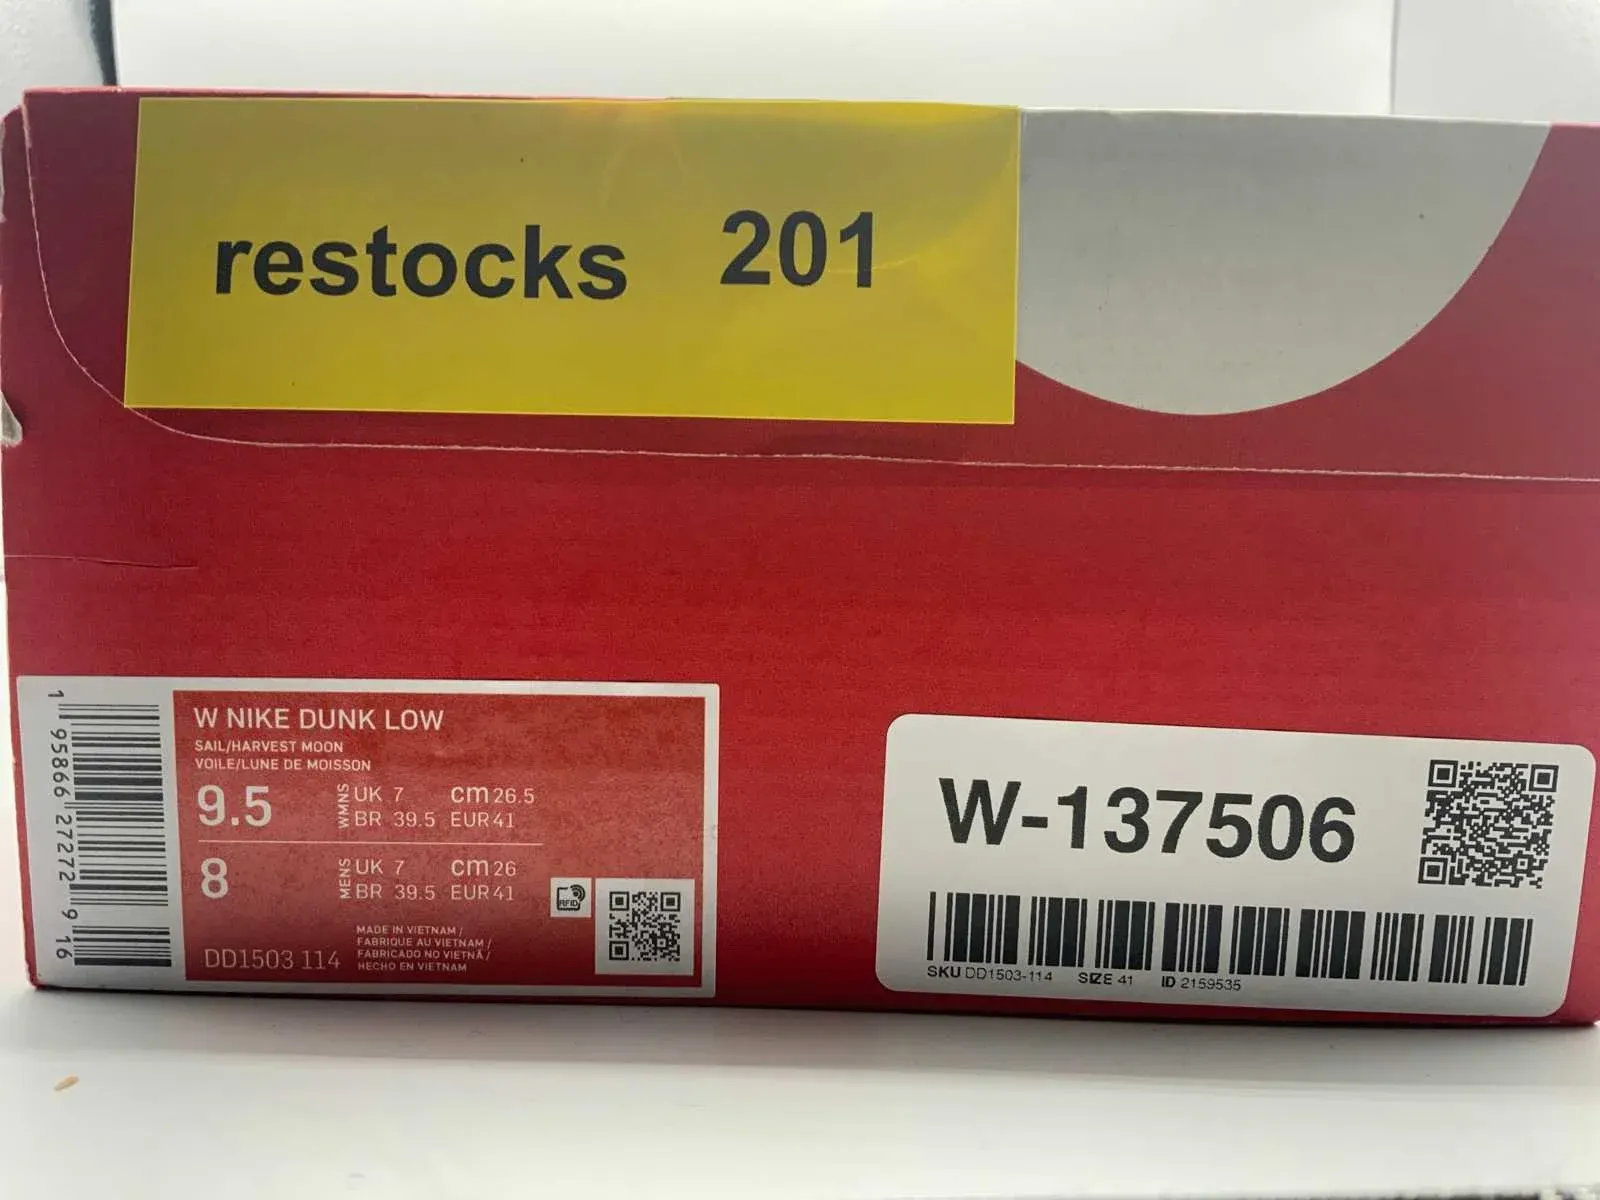 restocks 201
W NIKE DUNK LOW
SAIL/HARVEST MOON
VOILE/LUNE DE MOISSON
9.5 WMNS UK 7 cm 26.5
BR 39.5 EUR 41
8 MENS UK 7 cm 26
BR 39.5 EUR 41
RFID
MADE IN VIETNAM /
FABRIQUE AU VIETNAM /
FABRICADO NO VIETNÃ /
HECHO EN VIETNAM
DD1503 114
1 95866 27272 9 16
W-137506
SKU DD1503-114 SIZE 41 ID 2159535